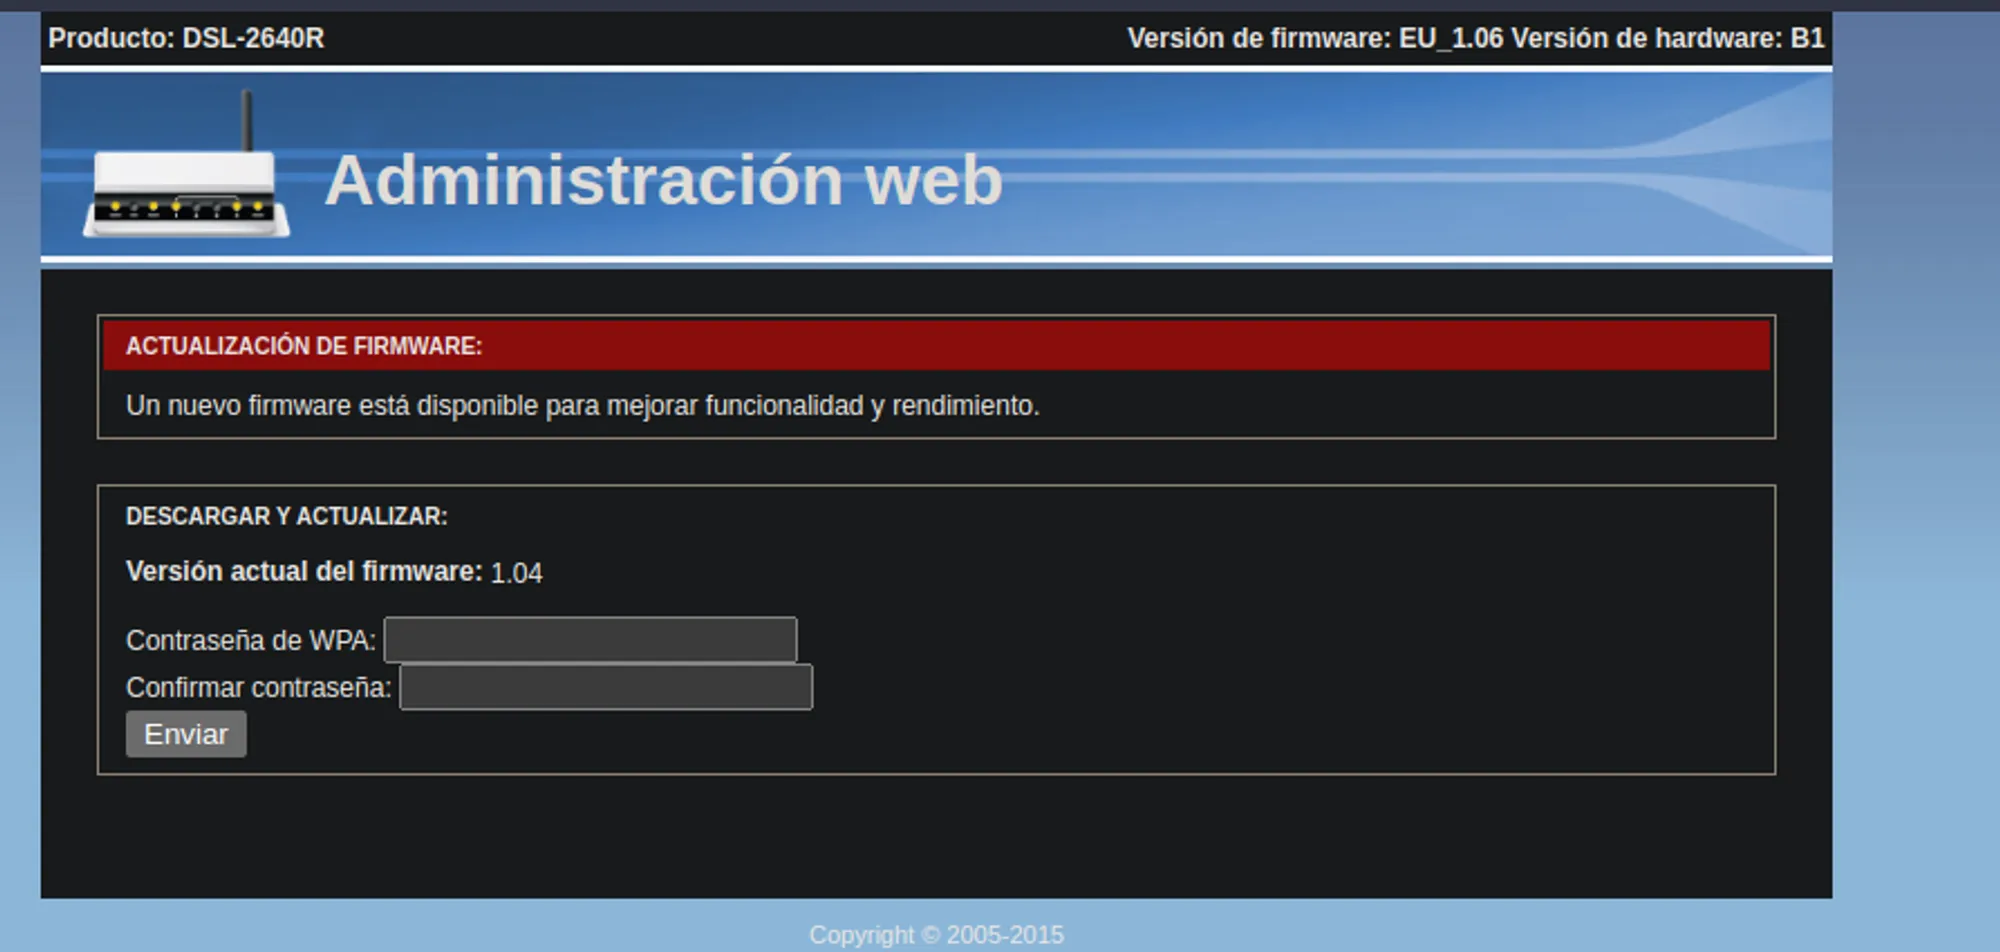 Producto: DSL-2640R
Versión de firmware: EU_1.06 Versión de hardware: B1
Administración web
ACTUALIZACIÓN DE FIRMWARE:
Un nuevo firmware está disponible para mejorar funcionalidad y rendimiento.
DESCARGAR Y ACTUALIZAR:
Versión actual del firmware: 1.04
Contraseña de WPA:
Confirmar contraseña:
Enviar
Copyright © 2005-2015